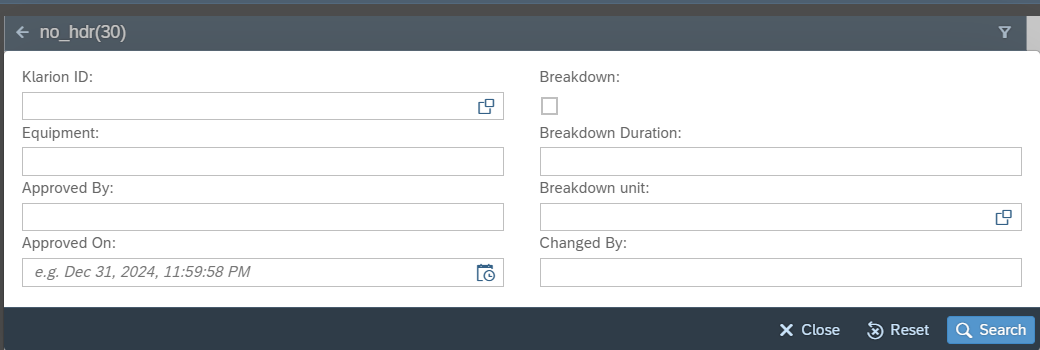 no_hdr(30)
Klarion ID:
Breakdown:
Equipment:
Breakdown Duration:
Approved By:
Breakdown unit:
Approved On:
Changed By:
e.g. Dec 31, 2024, 11:59:58 PM
Close Reset Search